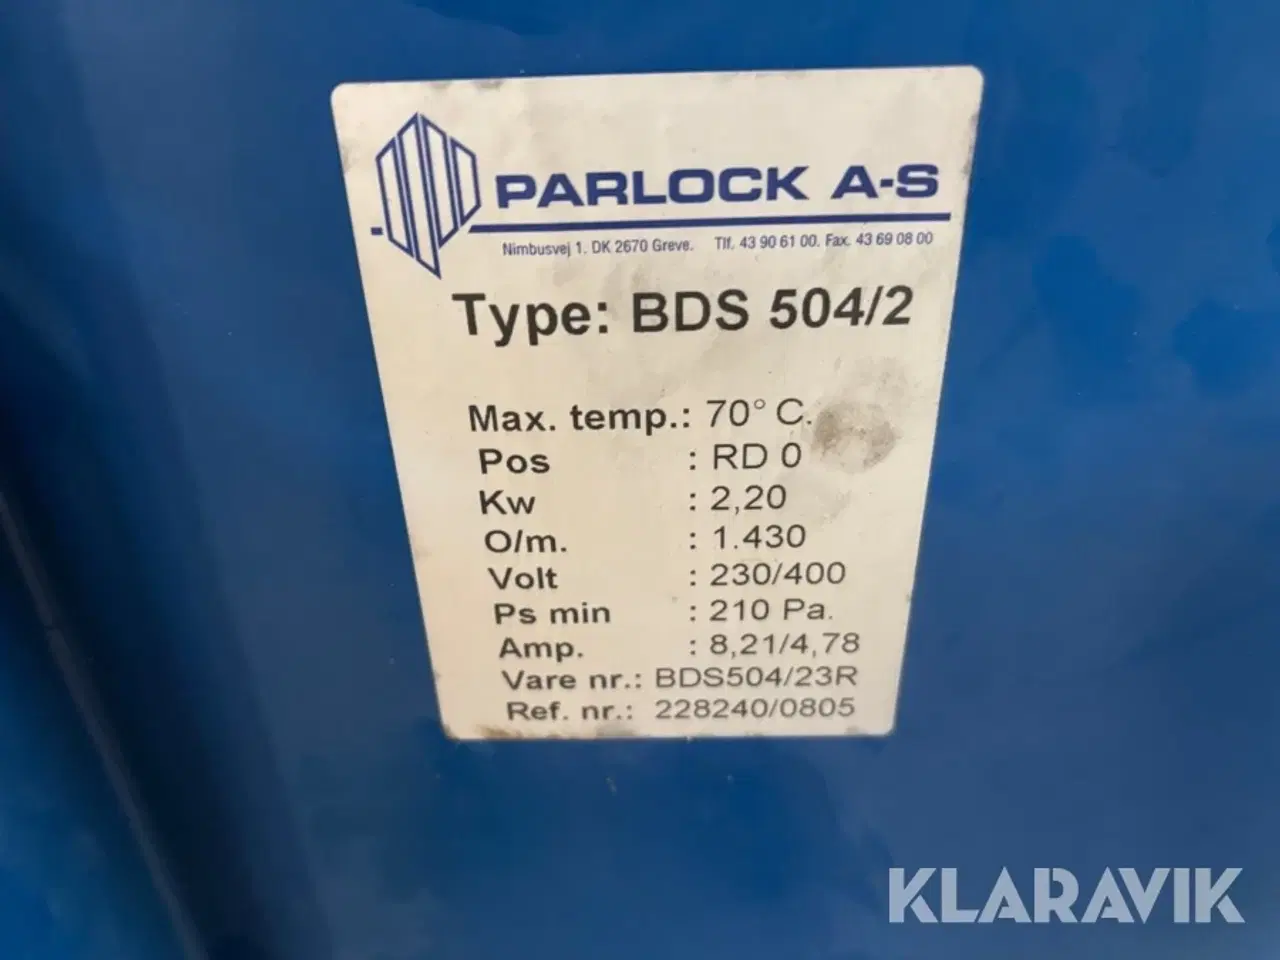 PARLOCK A-S
Nimbusvej 1. DK 2670 Greve. Tlf. 43 90 61 00. Fax. 43 69 08 00
Type: BDS 504/2
Max. temp.: 70° C.
Pos : RD 0
Kw : 2,20
O/m. : 1.430
Volt : 230/400
Ps min : 210 Pa.
Amp. : 8,21/4,78
Vare nr.: BDS504/23R
Ref. nr.: 228240/0805
KLARAVIK